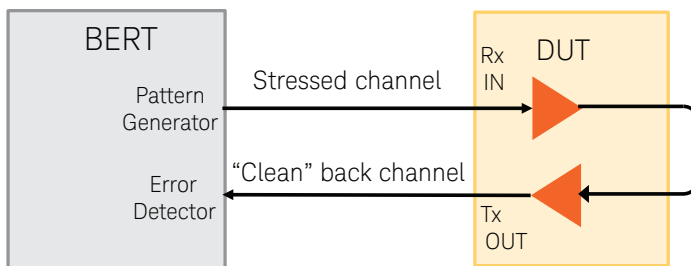 BERT
Pattern
Generator
Error
Detector
Stressed channel
“Clean” back channel
DUT
Rx
IN
Tx
OUT